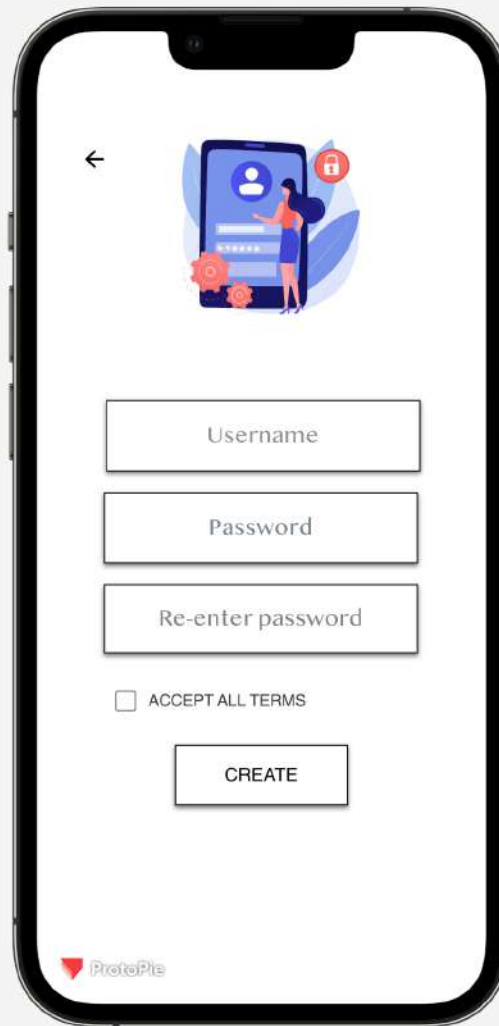 Username
Password
Re-enter password
ACCEPT ALL TERMS
CREATE
ProtoPie